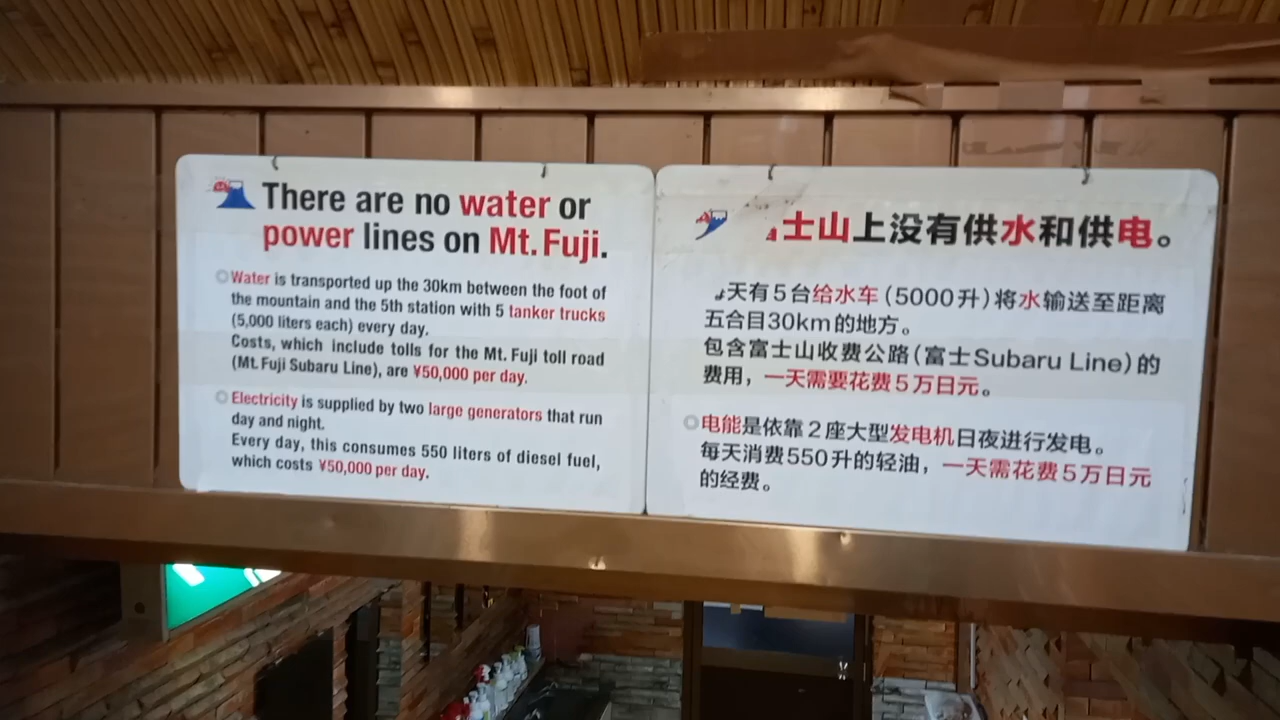 There are no water or
power lines on Mt. Fuji.
◎Water is transported up the 30km between the foot of
the mountain and the 5th station with 5 tanker trucks
(5,000 liters each) every day.
Costs, which include tolls for the Mt. Fuji toll road
(Mt. Fuji Subaru Line), are ¥50,000 per day.
◎Electricity is supplied by two large generators that run
day and night.
Every day, this consumes 550 liters of diesel fuel,
which costs ¥50,000 per day.
士山上没有供水和供电。
天有5台给水车(5000升)将水输送至距离
五合目30km的地方。
包含富士山收费公路(富士Subaru Line)的
费用，一天需要花费5万日元。
◎电能是依靠2座大型发电机日夜进行发电。
每天消费550升的轻油，一天需花费5万日元
的经费。